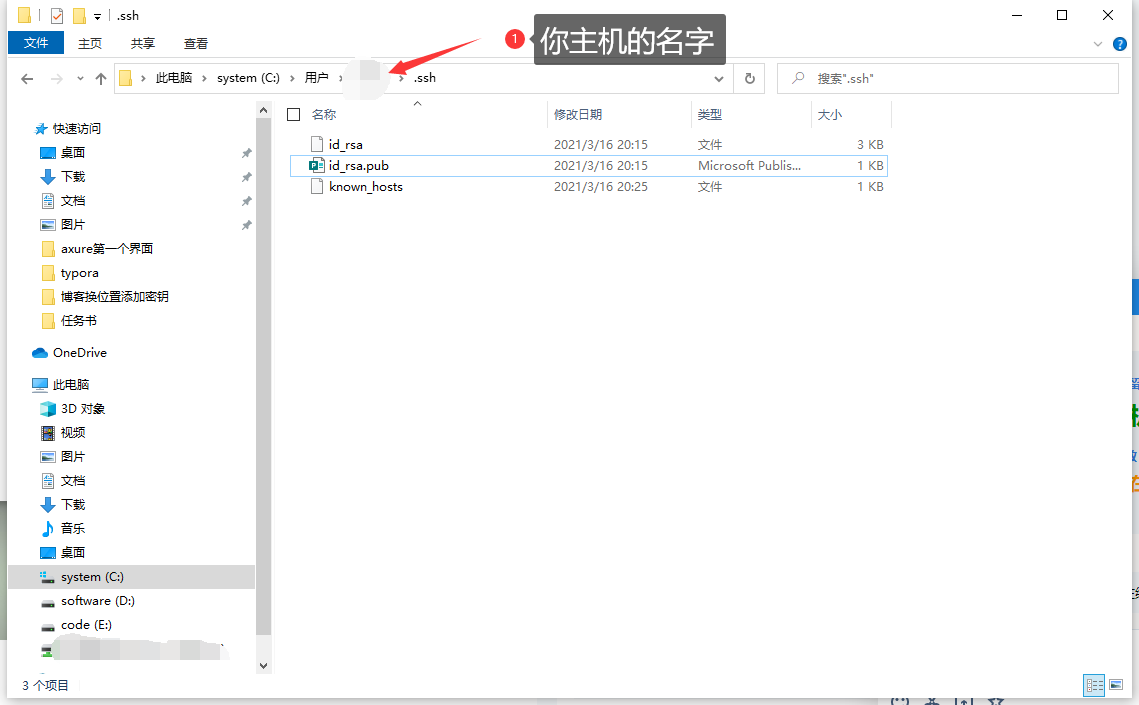 .ssh
文件 主页 共享 查看
1 你主机的名字
此电脑 system (C:) 用户 .ssh
搜索".ssh"
名称 修改日期 类型 大小
id_rsa 2021/3/16 20:15 文件 3 KB
id_rsa.pub 2021/3/16 20:15 Microsoft Publis... 1 KB
known_hosts 2021/3/16 20:25 文件 1 KB
快速访问
桌面
下载
文档
图片
axure第一个界面
typora
博客换位置添加密钥
任务书
OneDrive
此电脑
3D 对象
视频
图片
文档
下载
音乐
桌面
system (C:)
software (D:)
code (E:)
3 个项目